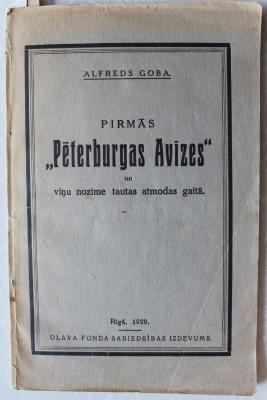 ALFREDS GOBA.
PIRMĀS
„Pēterburgas Avīzes“
un
viņu nozīme tautas atmodas gaitā.
Rīgā, 1929.
OLAVA FONDA SABIEDRĪBAS IZDEVUMS.